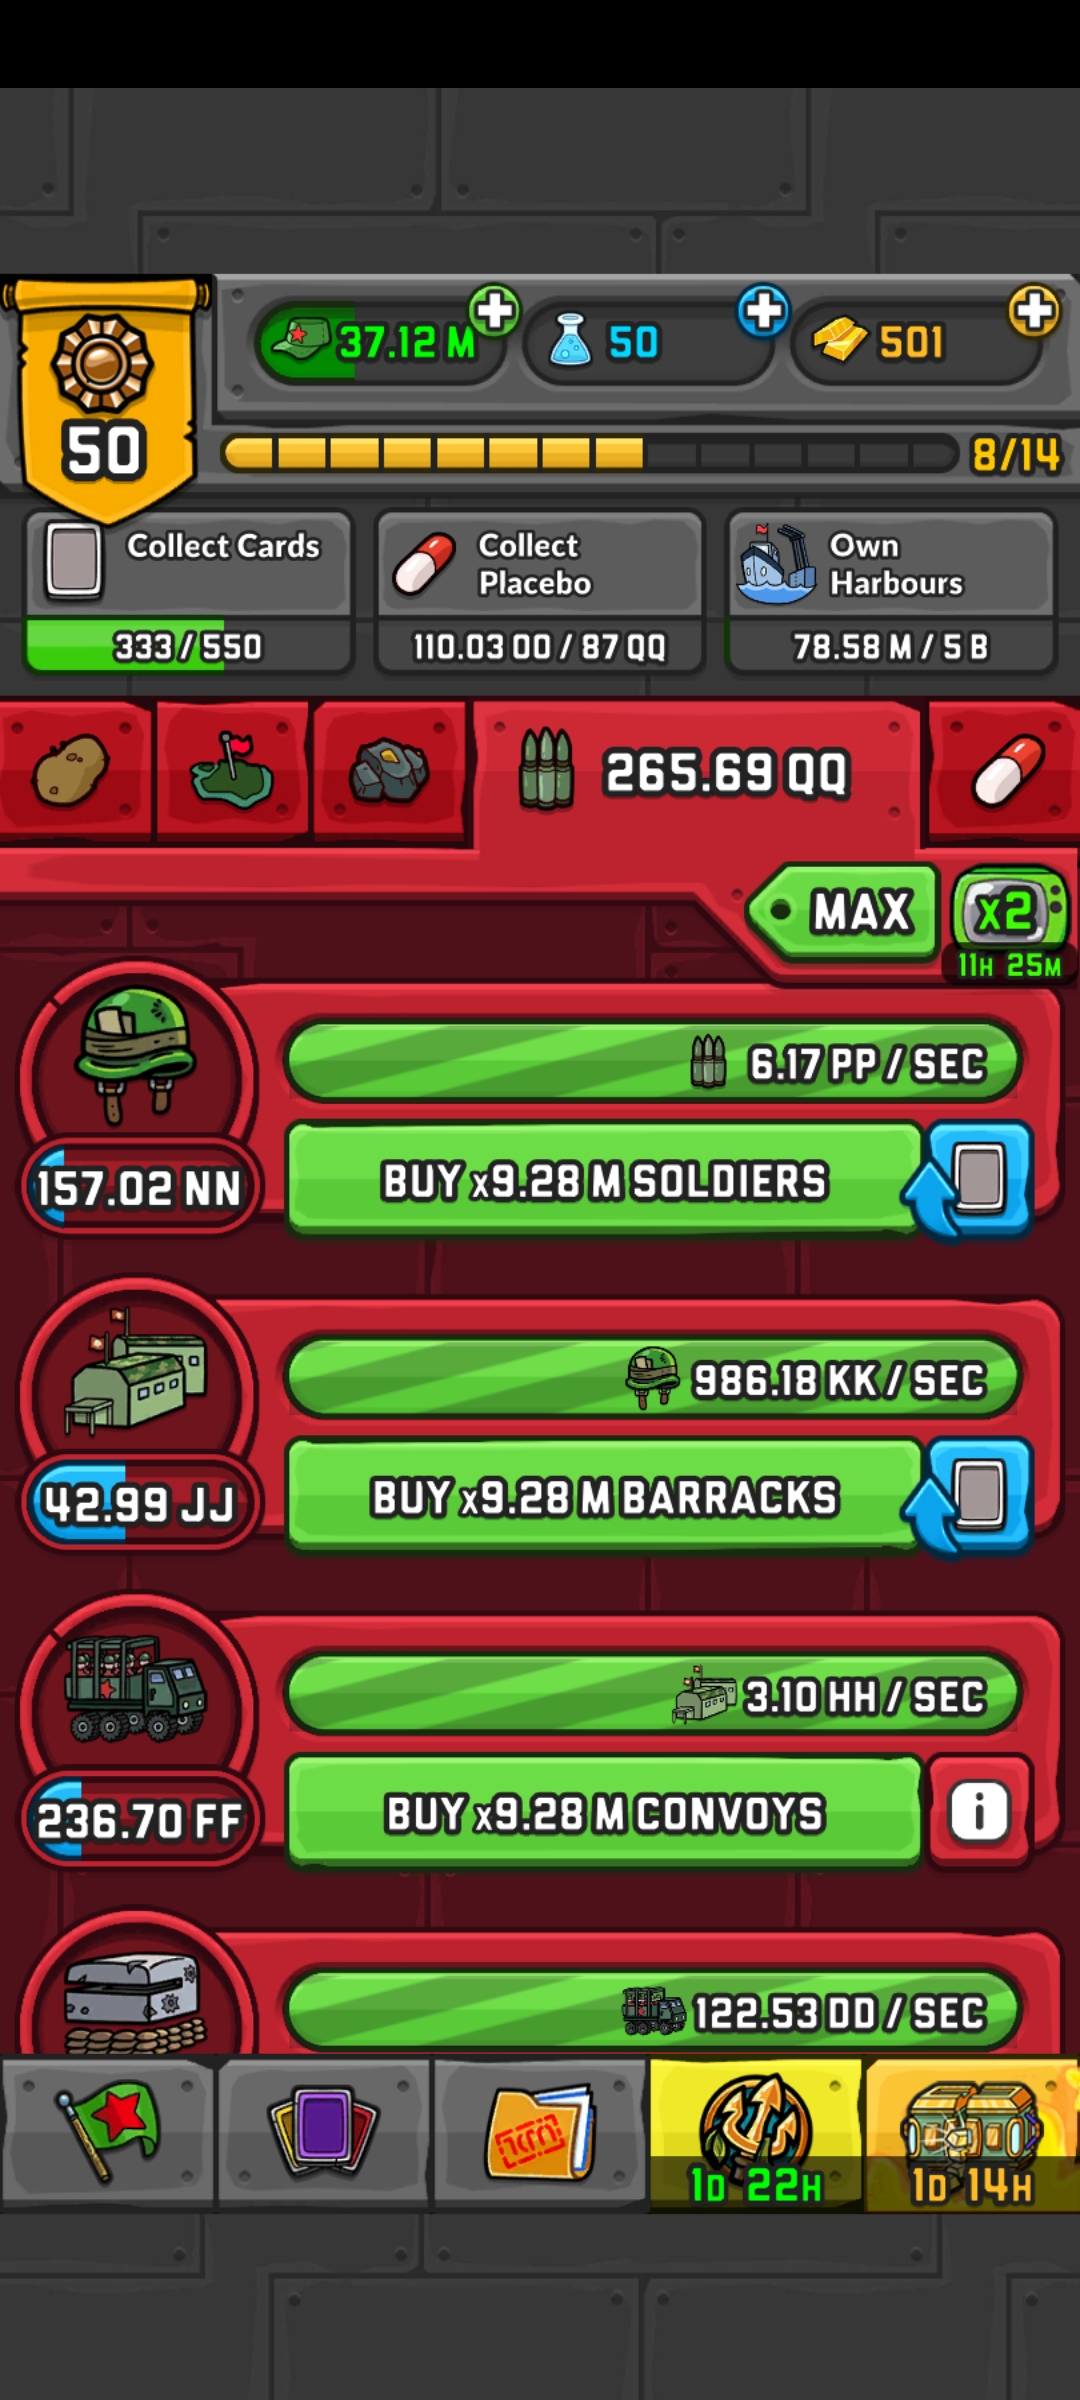 37.12 M
50
501
50
8/14
Collect Cards
333 / 550
Collect
Placebo
110.03 OO / 87 QQ
Own
Harbours
78.58 M / 5 B
265.69 QQ
MAX
x2
11H 25M
6.17 PP / SEC
157.02 NN
BUY x9.28 M SOLDIERS
986.18 KK / SEC
42.99 JJ
BUY x9.28 M BARRACKS
3.10 HH / SEC
236.70 FF
BUY x9.28 M CONVOYS
i
122.53 DD / SEC
1D 22H
1D 14H